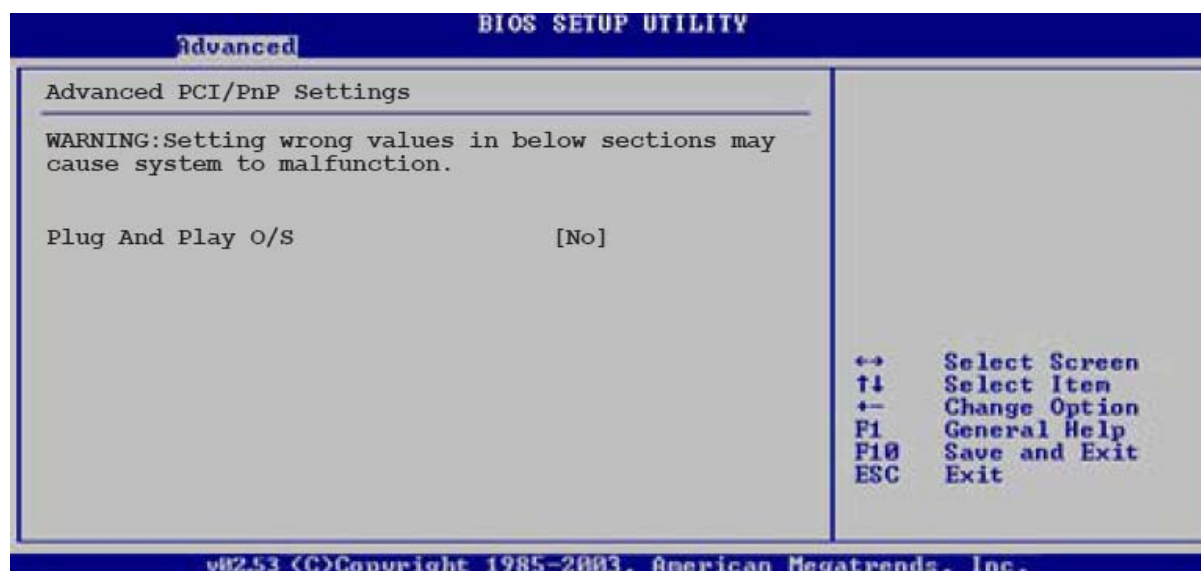 BIOS SETUP UTILITY
Advanced
Advanced PCI/PnP Settings
WARNING:Setting wrong values in below sections may
cause system to malfunction.
Plug And Play O/S [No]
←→ Select Screen
↑↓ Select Item
+- Change Option
F1 General Help
F10 Save and Exit
ESC Exit
v02.53 (C)Copyright 1985-2003, American Megatrends, Inc.